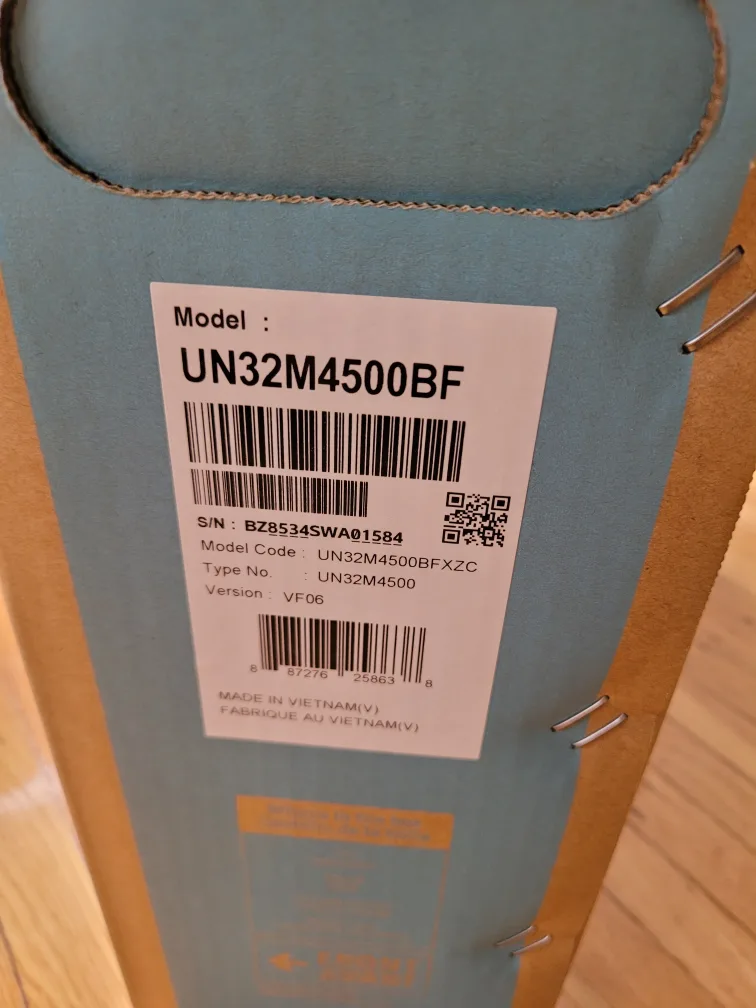 Model :
UN32M4500BF
S/N : BZ8534SWA01584
Model Code : UN32M4500BFXZC
Type No. : UN32M4500
Version : VF06
8 87276 25863 8
MADE IN VIETNAM(V)
FABRIQUE AU VIETNAM(V)